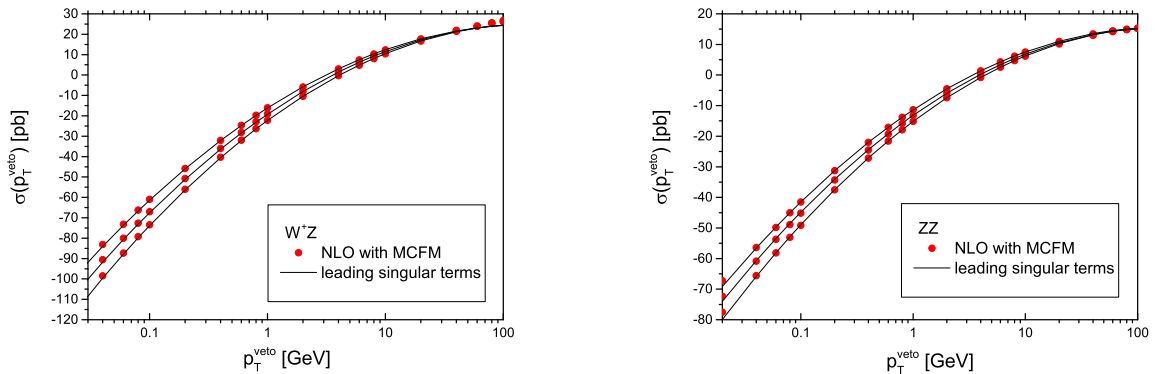 30
20
10
0
-10
-20
-30
-40
-50
-60
-70
-80
-90
-100
-110
-120
σ(p_T^veto) [pb]
W⁺Z
NLO with MCFM
leading singular terms
0.1 1 10 100
p_T^veto [GeV]
20
10
0
-10
-20
-30
-40
-50
-60
-70
-80
σ(p_T^veto) [pb]
ZZ
NLO with MCFM
leading singular terms
0.1 1 10 100
p_T^veto [GeV]